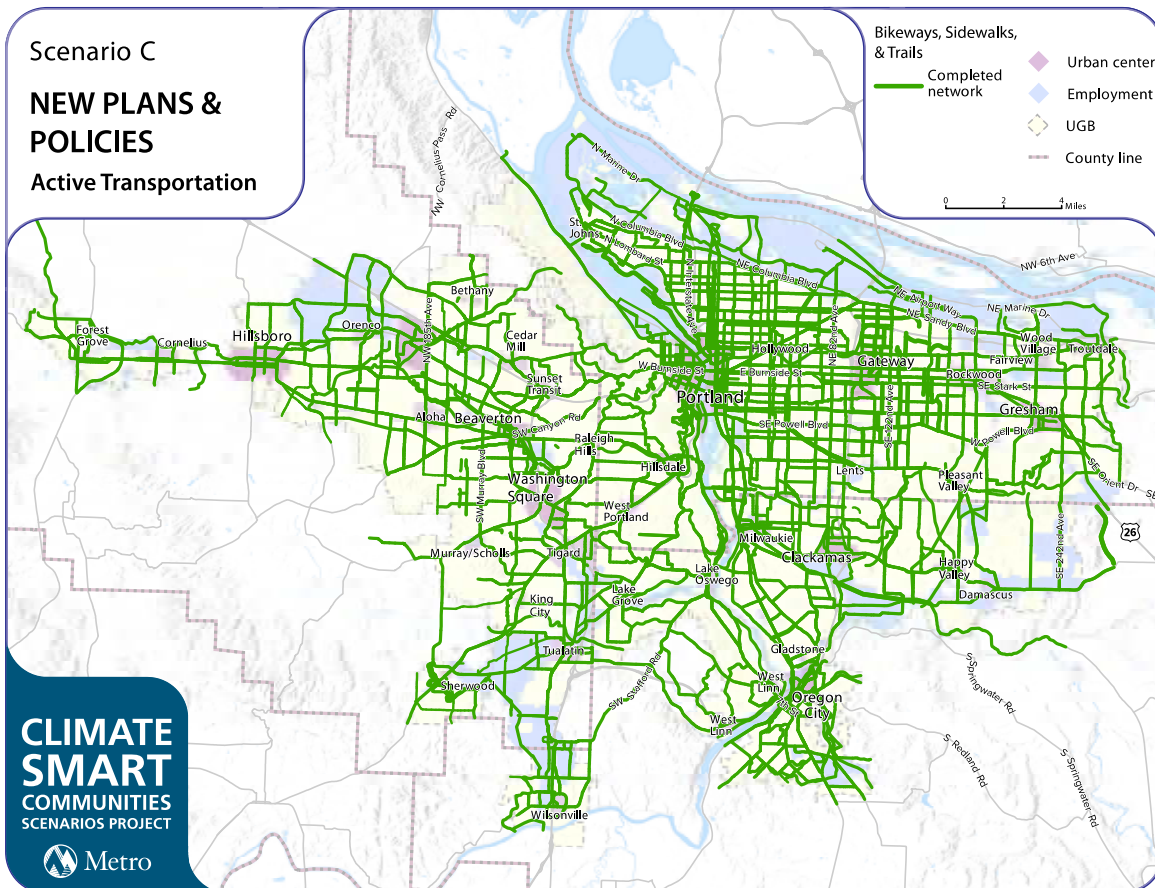 Scenario C
NEW PLANS &
POLICIES
Active Transportation
Bikeways, Sidewalks,
& Trails
Completed
network
Urban center
Employment
UGB
County line
0 2 4 Miles
NW Cornelius Pass Rd
N Marine Dr
St.
Johns
N Columbia Blvd
N Lombard St
N Interstate Ave
NE Columbia Blvd
NW 6th Ave
NE Airport Way
NE Sandy Blvd
NE Marine Dr
Bethany
NW 185th Ave
Orenco
Hillsboro
Forest
Grove
Cornelius
Cedar
Mill
Sunset
Transit
W Burnside St
E Burnside St
Hollywood
NE 82nd Ave
Gateway
Wood
Village
Troutdale
Fairview
Rockwood
SE Stark St
Portland
Gresham
Aloha
Beaverton
SW Canyon Rd
Raleigh
Hills
SE Powell Blvd
SE 122nd Ave
W Powell Blvd
SW Murray Blvd
Hillsdale
Lents
Pleasant
Valley
SE Orient Dr
SE
Washington
Square
West
Portland
26
Murray/Scholls
Tigard
Milwaukie
Clackamas
SE 242nd Ave
Lake
Oswego
Happy
Valley
Damascus
King
City
Lake
Grove
Tualatin
Gladstone
S Springwater Rd
Sherwood
SW Stafford Rd
West
Linn
7th St
Oregon
City
West
Linn
S Redland Rd
S Springwater Rd
Wilsonville
CLIMATE
SMART
COMMUNITIES
SCENARIOS PROJECT
Metro